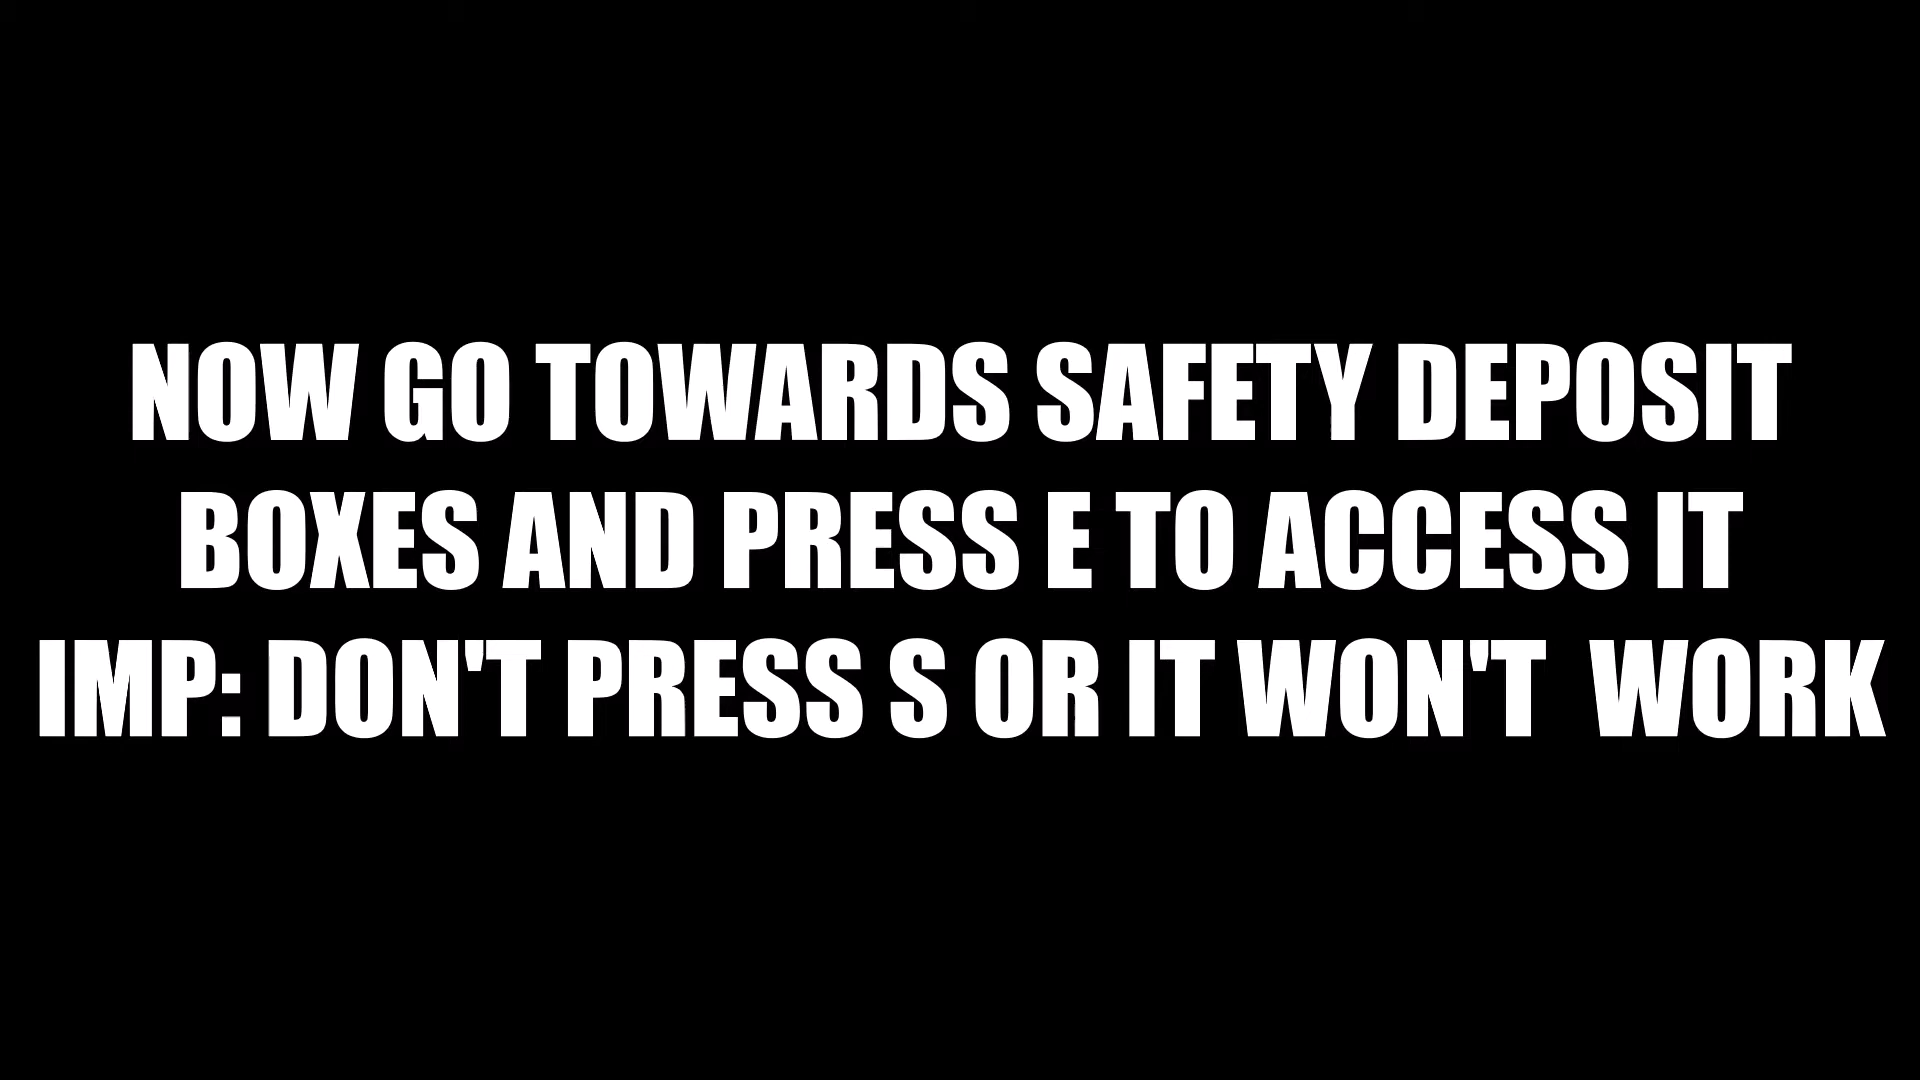 NOW GO TOWARDS SAFETY DEPOSIT
BOXES AND PRESS E TO ACCESS IT
IMP: DON'T PRESS S OR IT WON'T  WORK